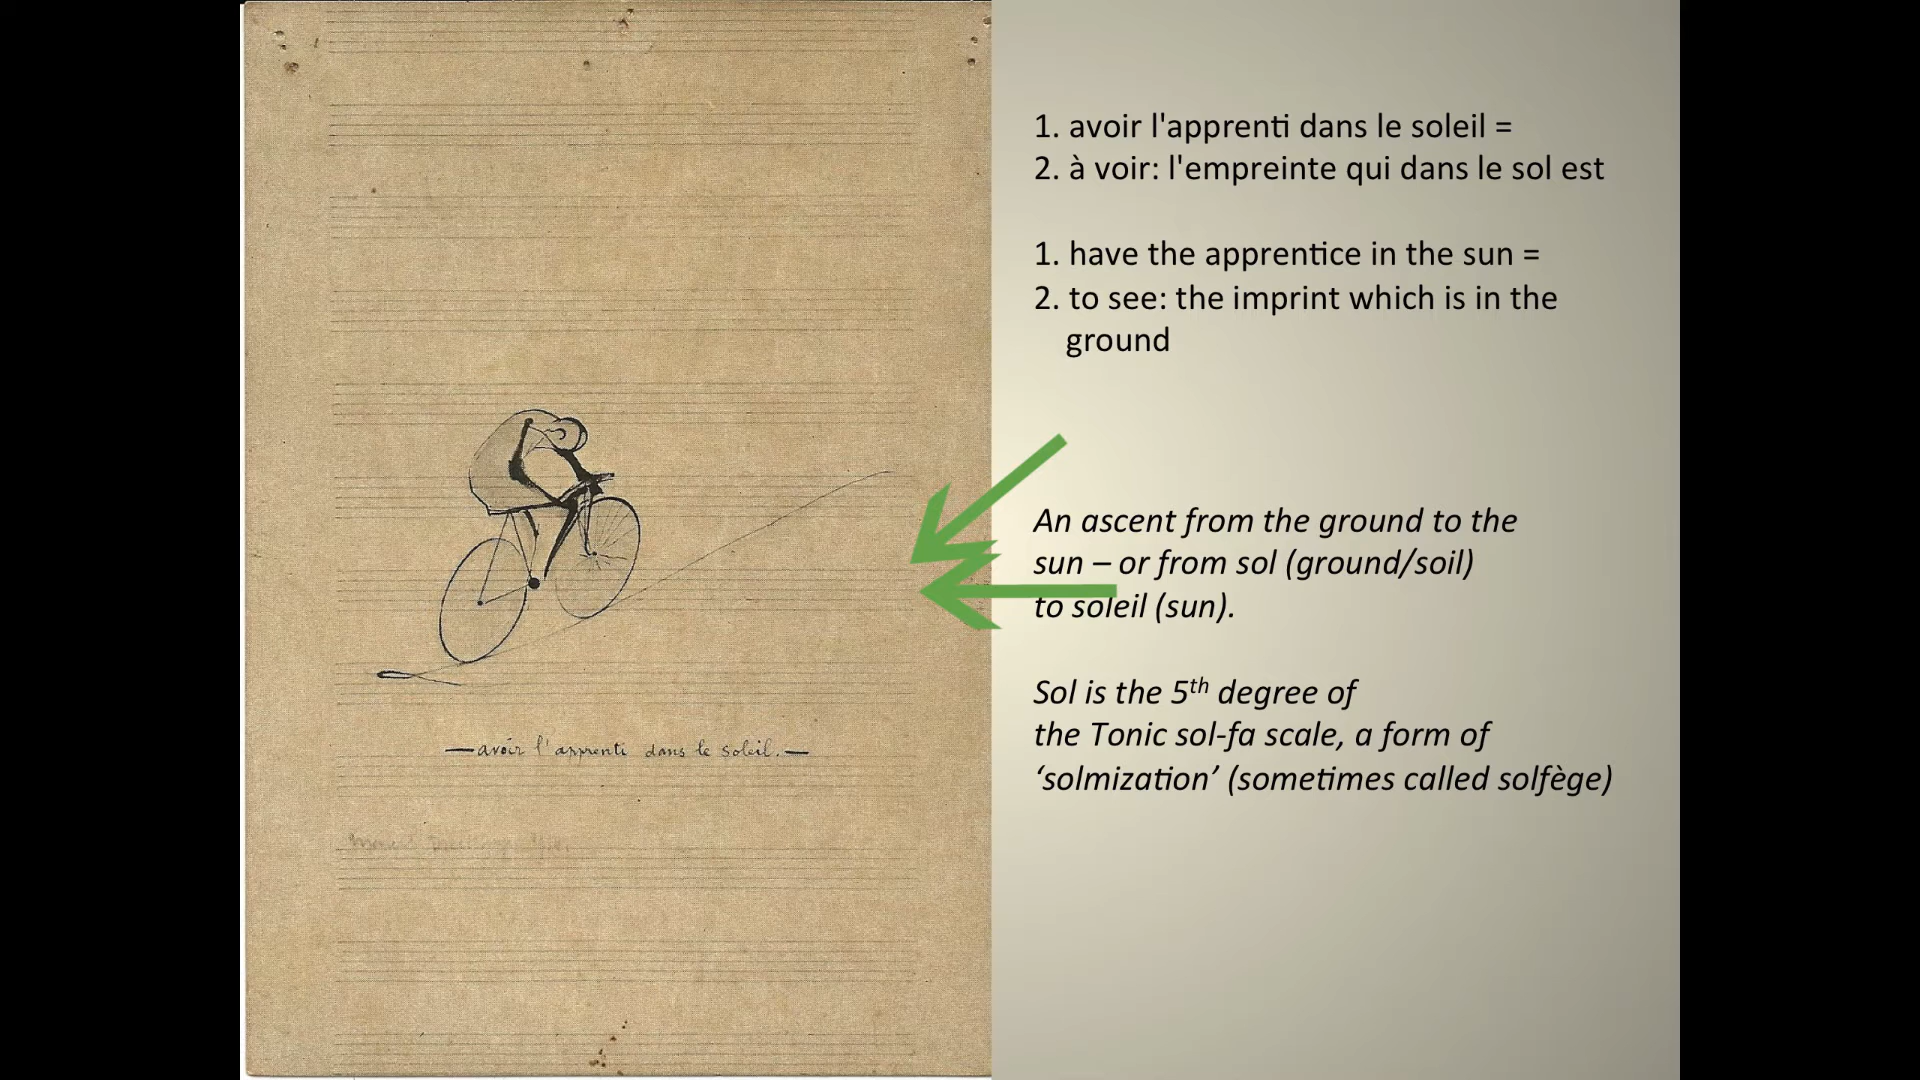 1. avoir l'apprenti dans le soleil =
2. à voir: l'empreinte qui dans le sol est
1. have the apprentice in the sun =
2. to see: the imprint which is in the
ground
An ascent from the ground to the
sun – or from sol (ground/soil)
to soleil (sun).
Sol is the 5th degree of
the Tonic sol-fa scale, a form of
‘solmization’ (sometimes called solfège)
—avoir l'apprenti dans le soleil.—